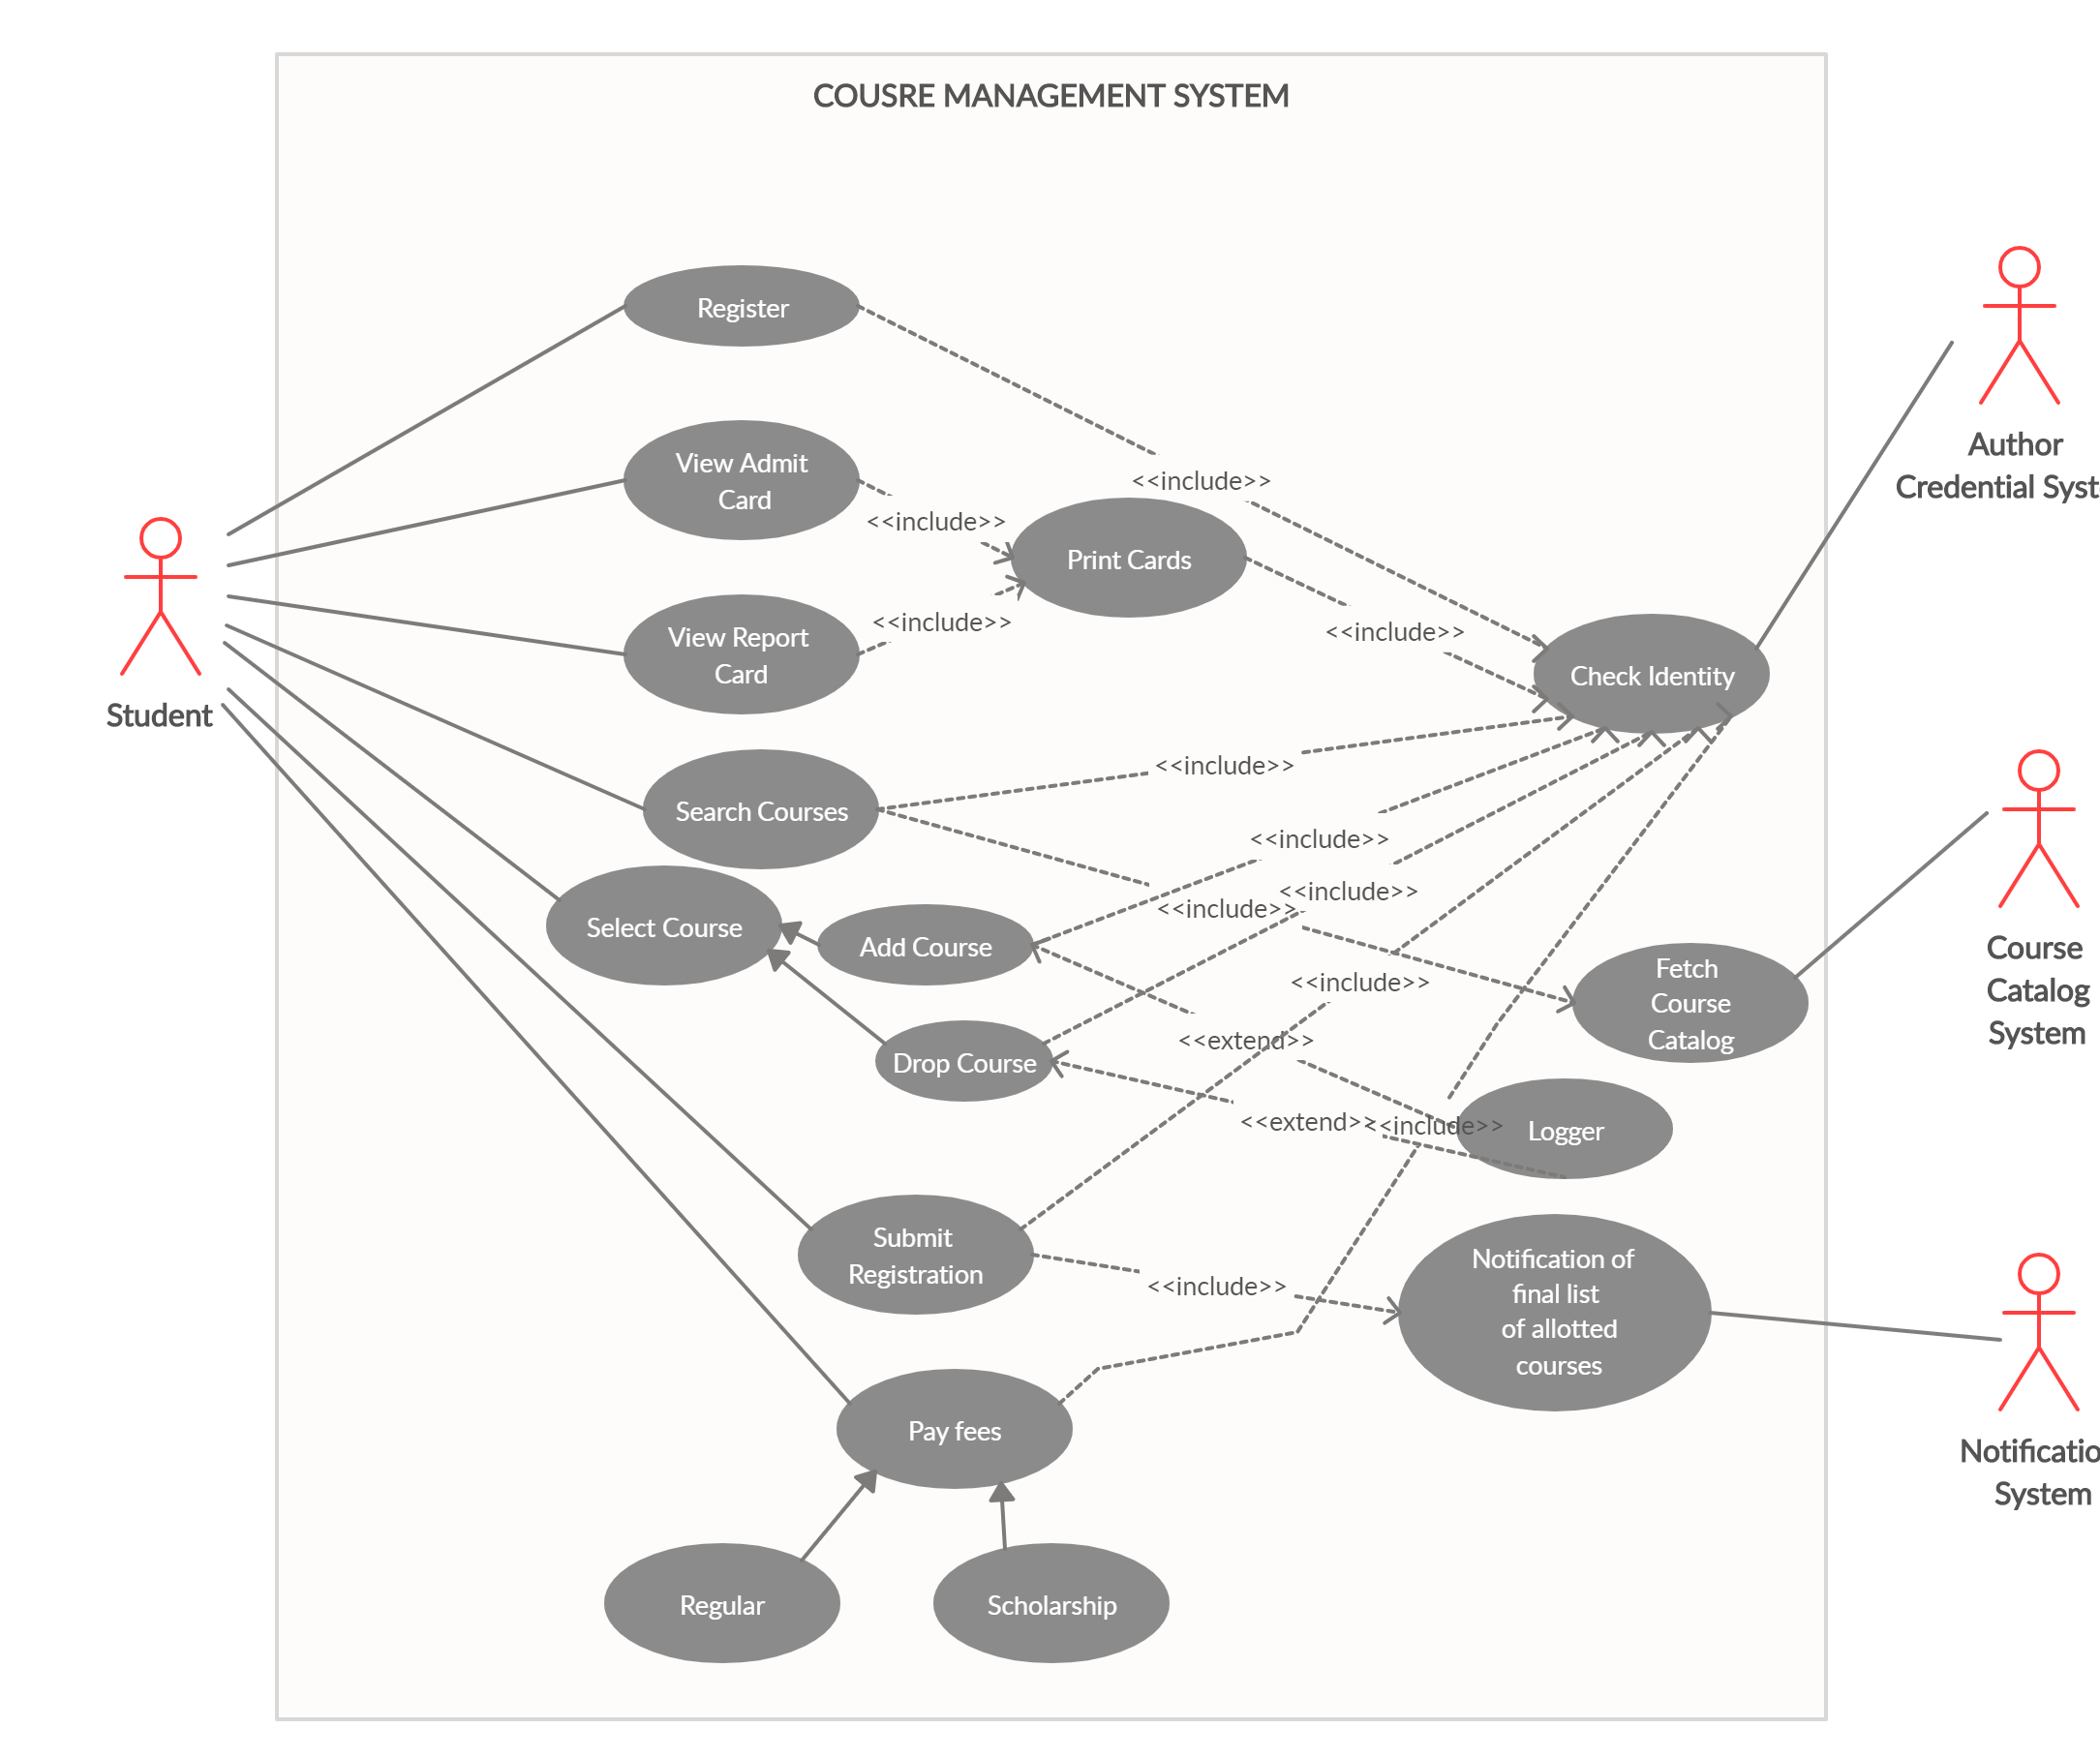 COUSRE MANAGEMENT SYSTEM
Register
View Admit
Card
<<include>>
<<include>>
Print Cards
Author
Credential Syst
View Report
Card
<<include>>
<<include>>
Check Identity
Student
Search Courses
<<include>>
<<include>>
<<include>>
<<include>>
Select Course
Add Course
Course
Catalog
System
Fetch
Course
Catalog
<<include>>
<<extend>>
Drop Course
<<extend>>
<<include>>
Logger
Submit
Registration
<<include>>
Notification of
final list
of allotted
courses
Pay fees
Notificatio
System
Regular
Scholarship